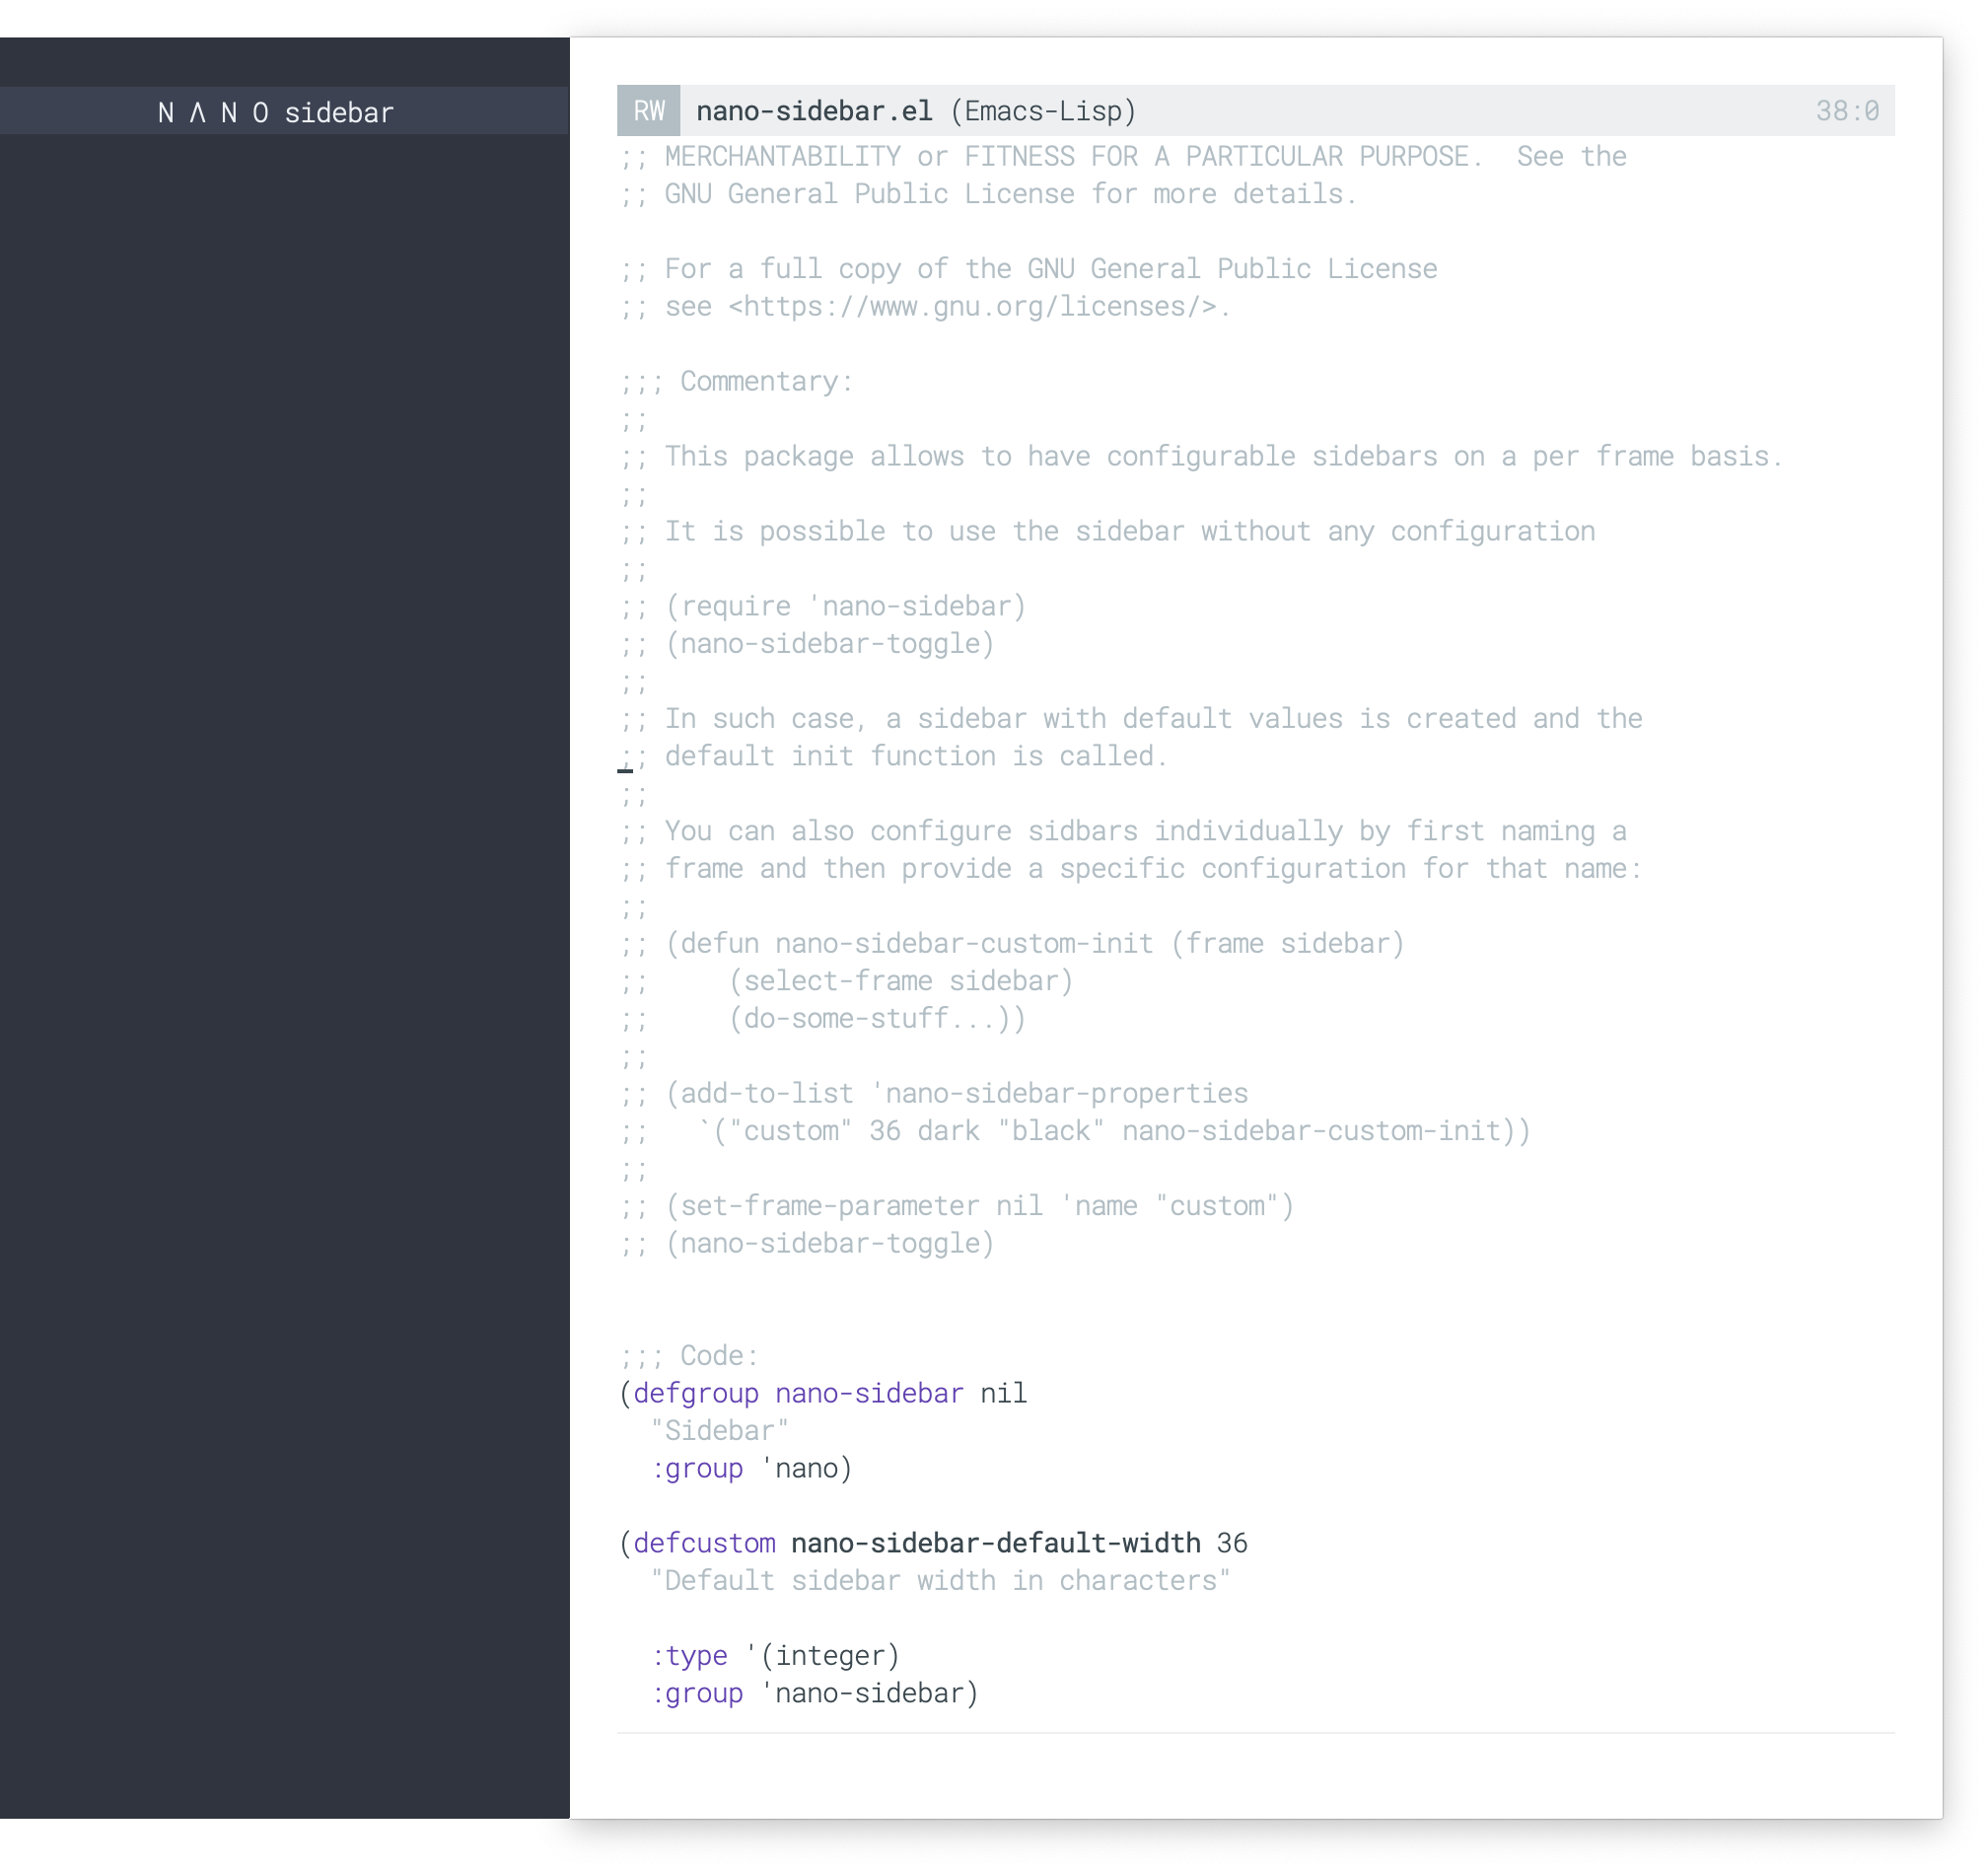 N Λ N O sidebar
RW nano-sidebar.el (Emacs-Lisp) 38:0
;; MERCHANTABILITY or FITNESS FOR A PARTICULAR PURPOSE.  See the
;; GNU General Public License for more details.

;; For a full copy of the GNU General Public License
;; see <https://www.gnu.org/licenses/>.

;;; Commentary:
;;
;; This package allows to have configurable sidebars on a per frame basis.
;;
;; It is possible to use the sidebar without any configuration
;;
;; (require 'nano-sidebar)
;; (nano-sidebar-toggle)
;;
;; In such case, a sidebar with default values is created and the
;; default init function is called.
;;
;; You can also configure sidbars individually by first naming a
;; frame and then provide a specific configuration for that name:
;;
;; (defun nano-sidebar-custom-init (frame sidebar)
;;     (select-frame sidebar)
;;     (do-some-stuff...))
;;
;; (add-to-list 'nano-sidebar-properties
;;   `("custom" 36 dark "black" nano-sidebar-custom-init))
;;
;; (set-frame-parameter nil 'name "custom")
;; (nano-sidebar-toggle)


;;; Code:
(defgroup nano-sidebar nil
  "Sidebar"
  :group 'nano)

(defcustom nano-sidebar-default-width 36
  "Default sidebar width in characters"

  :type '(integer)
  :group 'nano-sidebar)